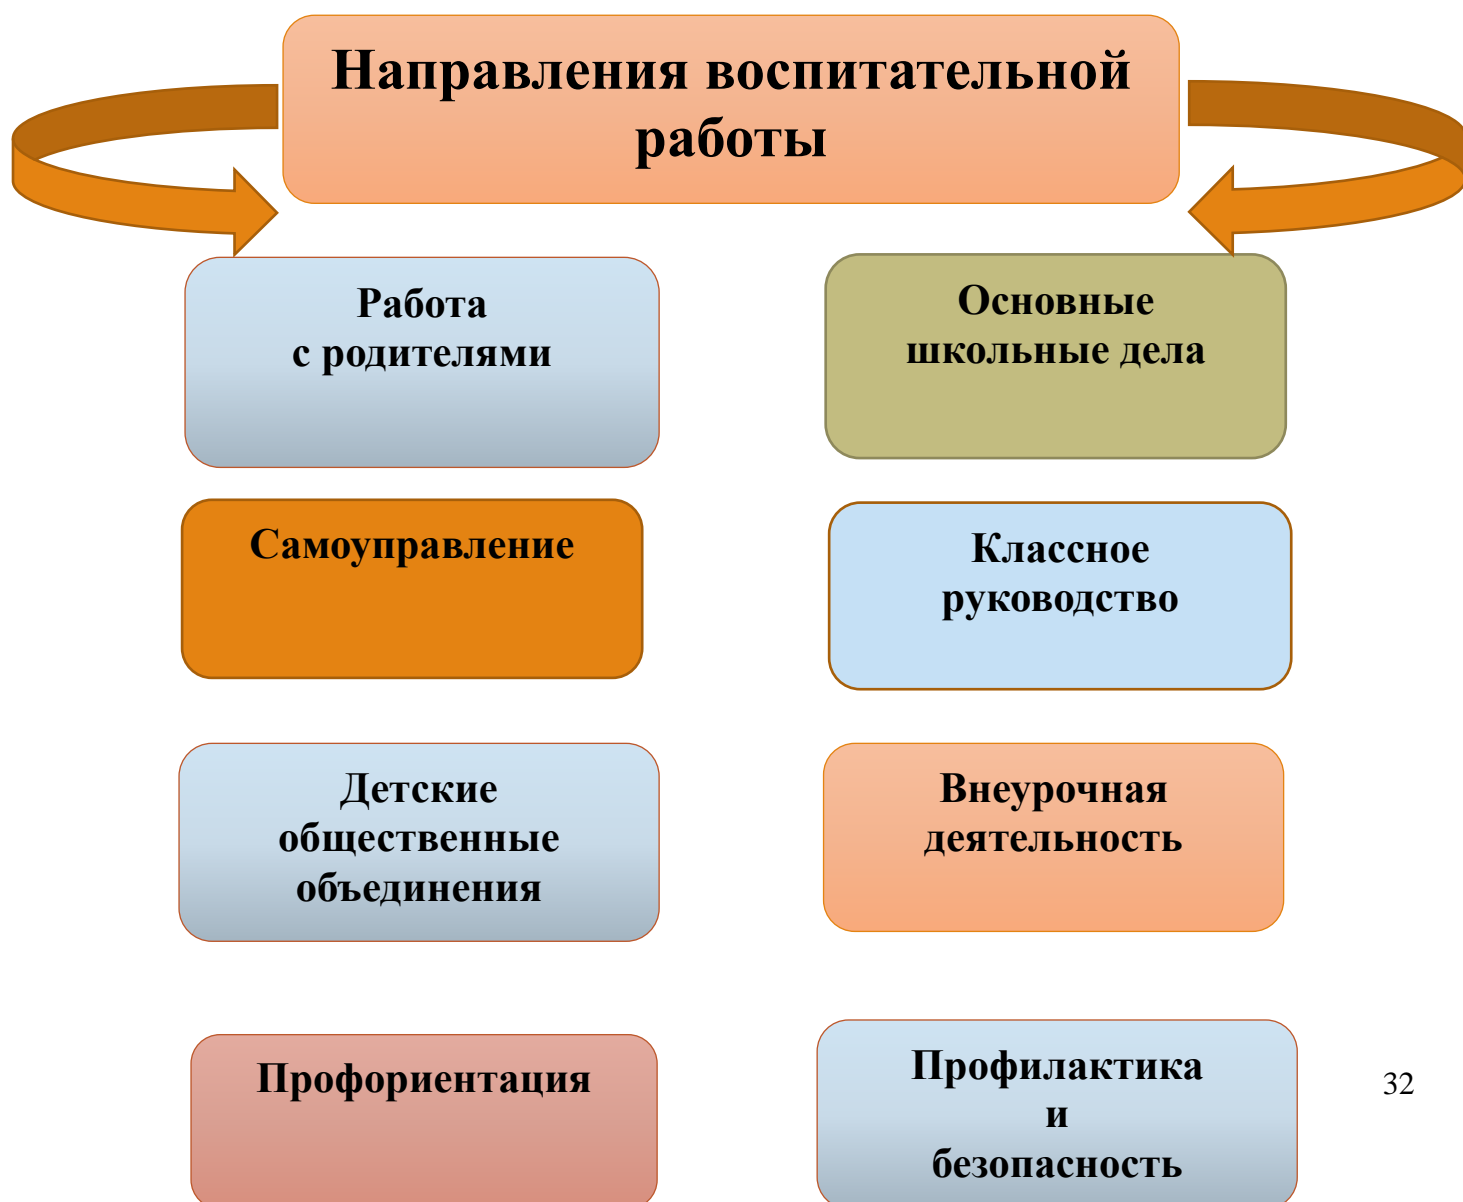 Направления воспитательной
работы
Работа
с родителями
Основные
школьные дела
Самоуправление
Классное
руководство
Детские
общественные
объединения
Внеурочная
деятельность
Профориентация
Профилактика
и
безопасность
32